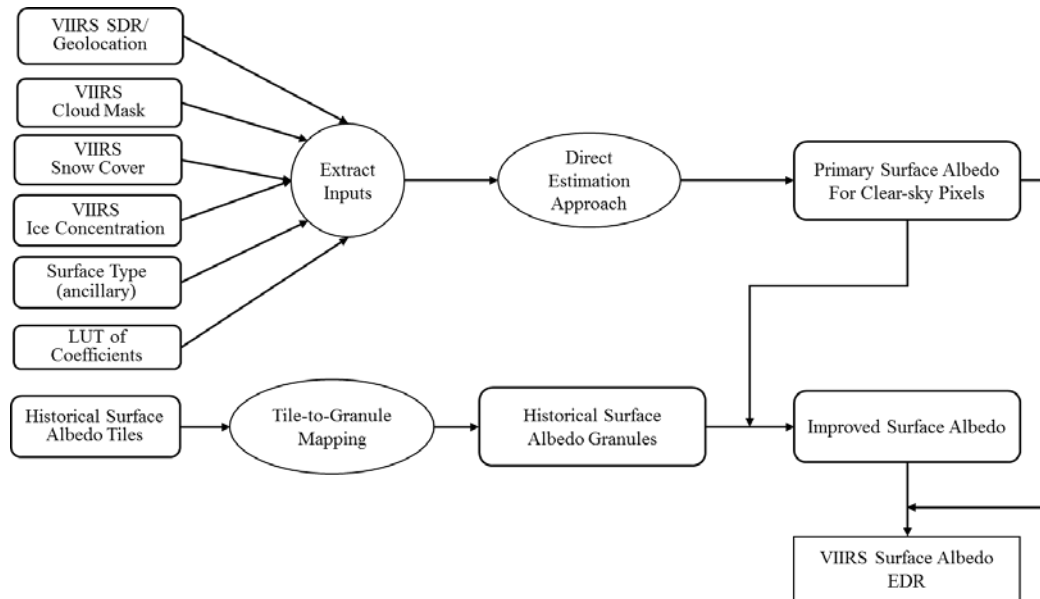 VIIRS SDR/
Geolocation
VIIRS
Cloud Mask
VIIRS
Snow Cover
VIIRS
Ice Concentration
Surface Type
(ancillary)
LUT of
Coefficients
Extract
Inputs
Direct
Estimation
Approach
Primary Surface Albedo
For Clear-sky Pixels
Historical Surface
Albedo Tiles
Tile-to-Granule
Mapping
Historical Surface
Albedo Granules
Improved Surface Albedo
VIIRS Surface Albedo
EDR